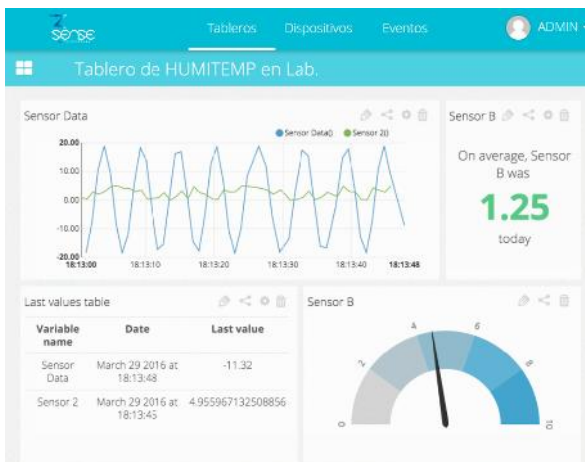 Z
sense
Tableros Dispositivos Eventos ADMIN
Tablero de HUMITEMP en Lab.
Sensor Data
Sensor Data() Sensor 2()
20.00
10.00
0.00
-10.00
-20.00
18:13:00 18:13:10 18:13:20 18:13:30 18:13:40 18:13:48
Sensor B
On average, Sensor
B was
1.25
today
Last values table
Variable name Date Last value
Sensor Data March 29 2016 at 18:13:48 -11.32
Sensor 2 March 29 2016 at 18:13:45 4.955967132508856
Sensor B
0 2 4 6 8 10